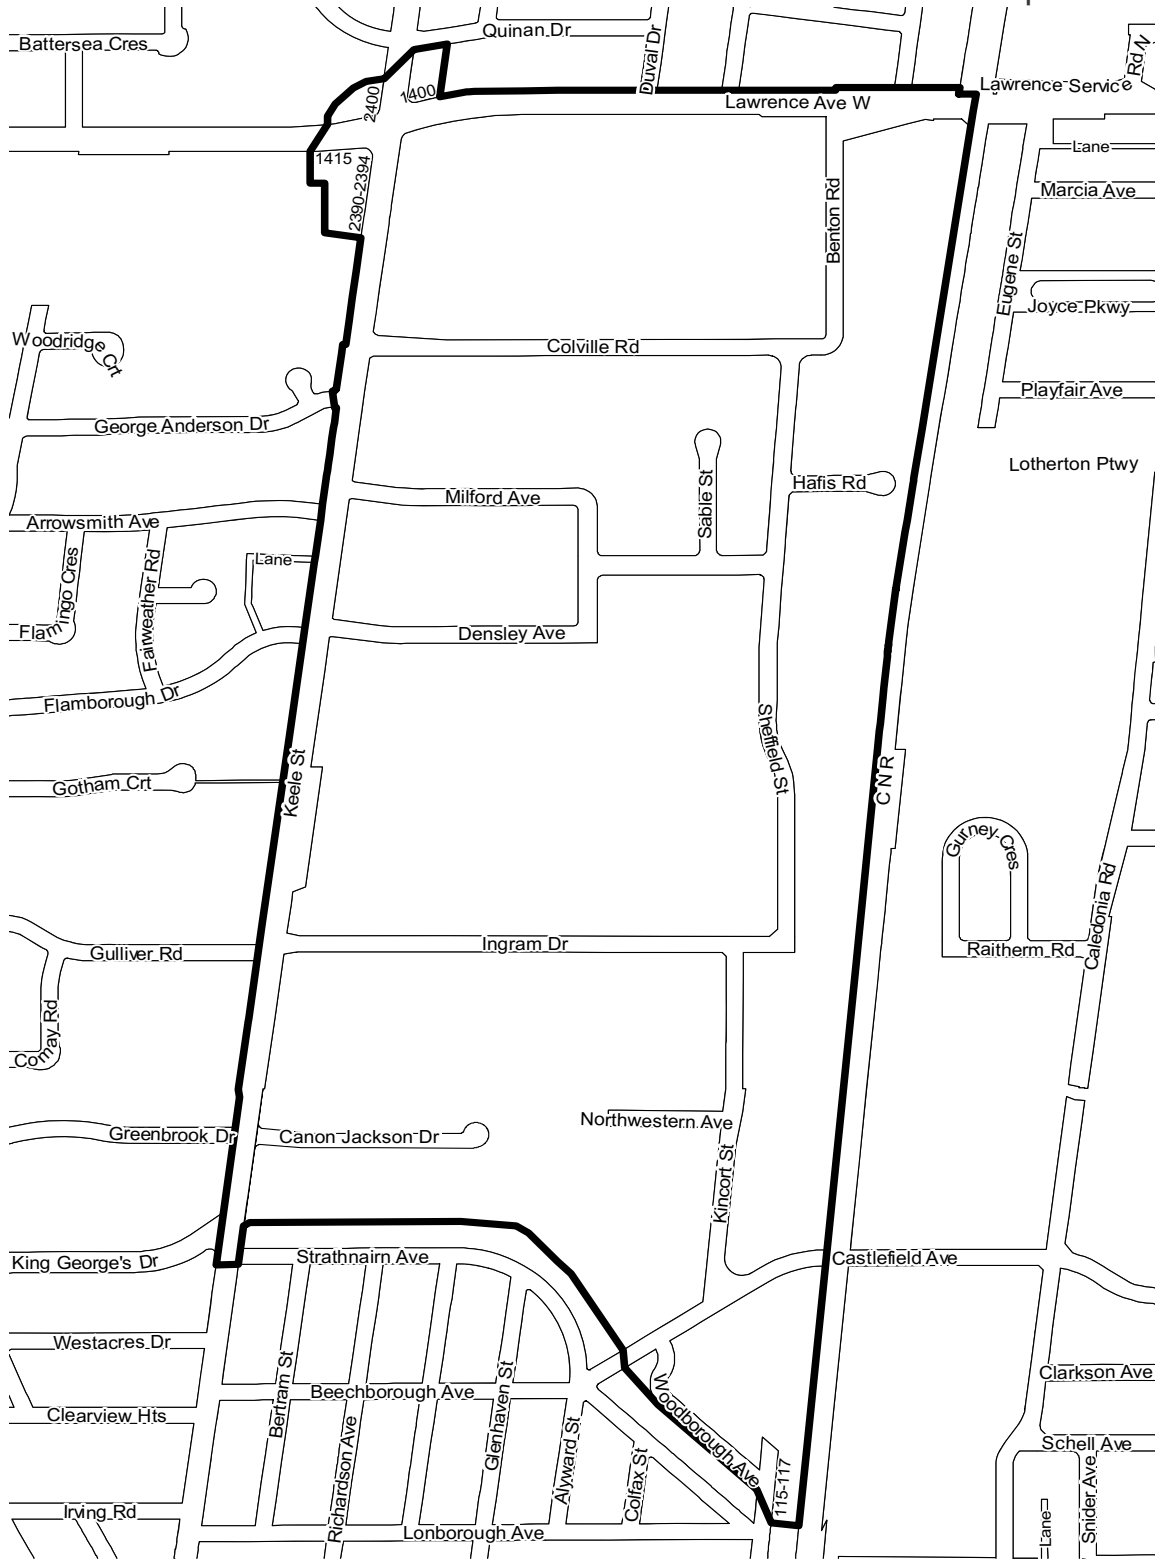 Quinan Dr
Battersea Cres
Duval Dr
Rd N
Lawrence Service
2400
1400
Lawrence Ave W
Lane
1415
2390-2394
Marcia Ave
Benton Rd
Eugene St
Joyce Pkwy
Woodridge Crt
Colville Rd
Playfair Ave
George Anderson Dr
Lotherton Ptwy
Hafis Rd
Milford Ave
Sable St
Arrowsmith Ave
Lane
Flamingo Cres
Fairweather Rd
Densley Ave
Flamborough Dr
Sheffield St
Keele St
Gotham Crt
CNR
Gurney Cres
Caledonia Rd
Ingram Dr
Gulliver Rd
Raitherm Rd
Comay Rd
Northwestern Ave
Greenbrook Dr
Canon Jackson Dr
Kincort St
King George's Dr
Strathnairn Ave
Castlefield Ave
Westacres Dr
Clarkson Ave
Bertram St
Beechborough Ave
Glenhaven St
Woodborough Ave
Clearview Hts
Richardson Ave
Alyward St
Colfax St
Schell Ave
115-117
Irving Rd
Lonborough Ave
Lane
Snider Ave